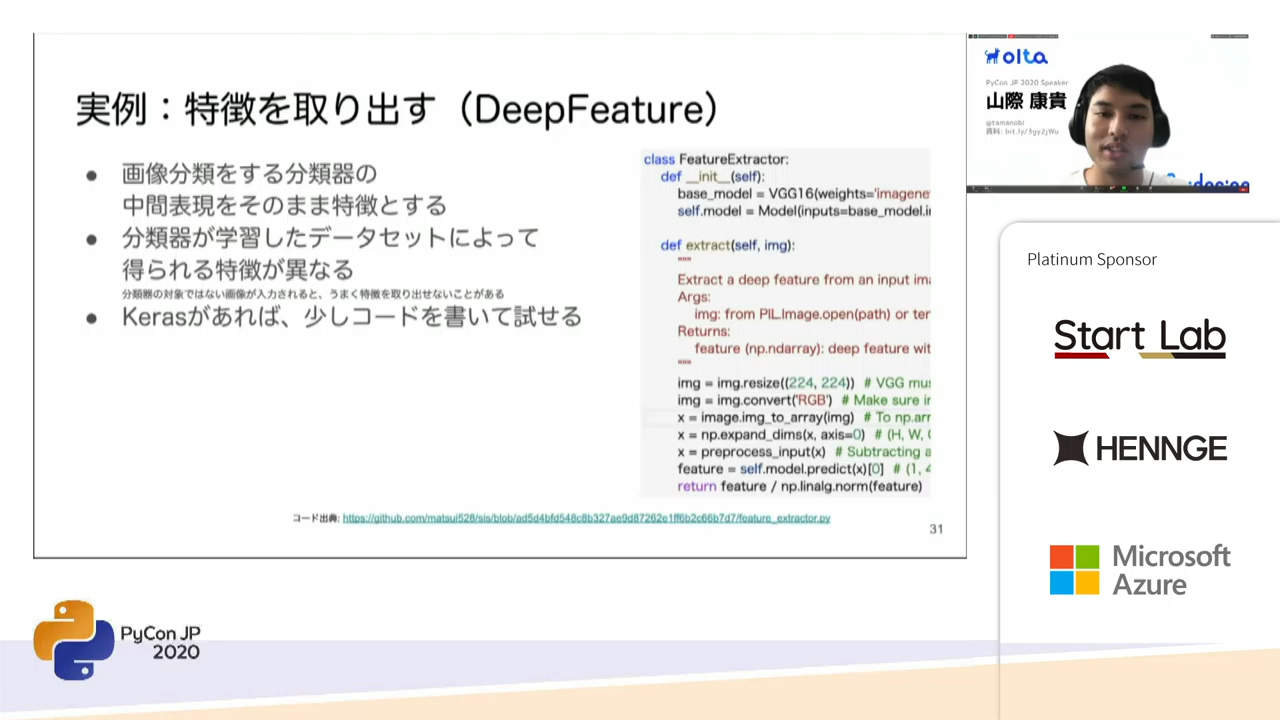 実例：特徴を取り出す（DeepFeature）
● 画像分類をする分類器の
中間表現をそのまま特徴とする
● 分類器が学習したデータセットによって
得られる特徴が異なる
分類器の対象ではない画像が入力されると、うまく特徴を取り出せないことがある
● Kerasがあれば、少しコードを書いて試せる
class FeatureExtractor:
def __init__(self):
base_model = VGG16(weights='imagene
self.model = Model(inputs=base_model.i
def extract(self, img):
"""
Extract a deep feature from an input ima
Args:
img: from PIL.Image.open(path) or ter
Returns:
feature (np.ndarray): deep feature wit
"""
img = img.resize((224, 224)) # VGG mus
img = img.convert('RGB') # Make sure i
x = image.img_to_array(img) # To np.arr
x = np.expand_dims(x, axis=0) # (H, W, C
x = preprocess_input(x) # Subtracting a
feature = self.model.predict(x)[0] # (1, 4
return feature / np.linalg.norm(feature)
コード出典: https://github.com/matsui528/sis/blob/ad5d4bfd548c8b327ae9d87262e1ff6b2c66b7d7/feature_extractor.py
31
olta
PyCon JP 2020 Speaker
山際 康貴
@tamanobi
資料: bit.ly/3gy2jWu
Platinum Sponsor
Start Lab
HENNGE
Microsoft
Azure
PyCon JP
2020